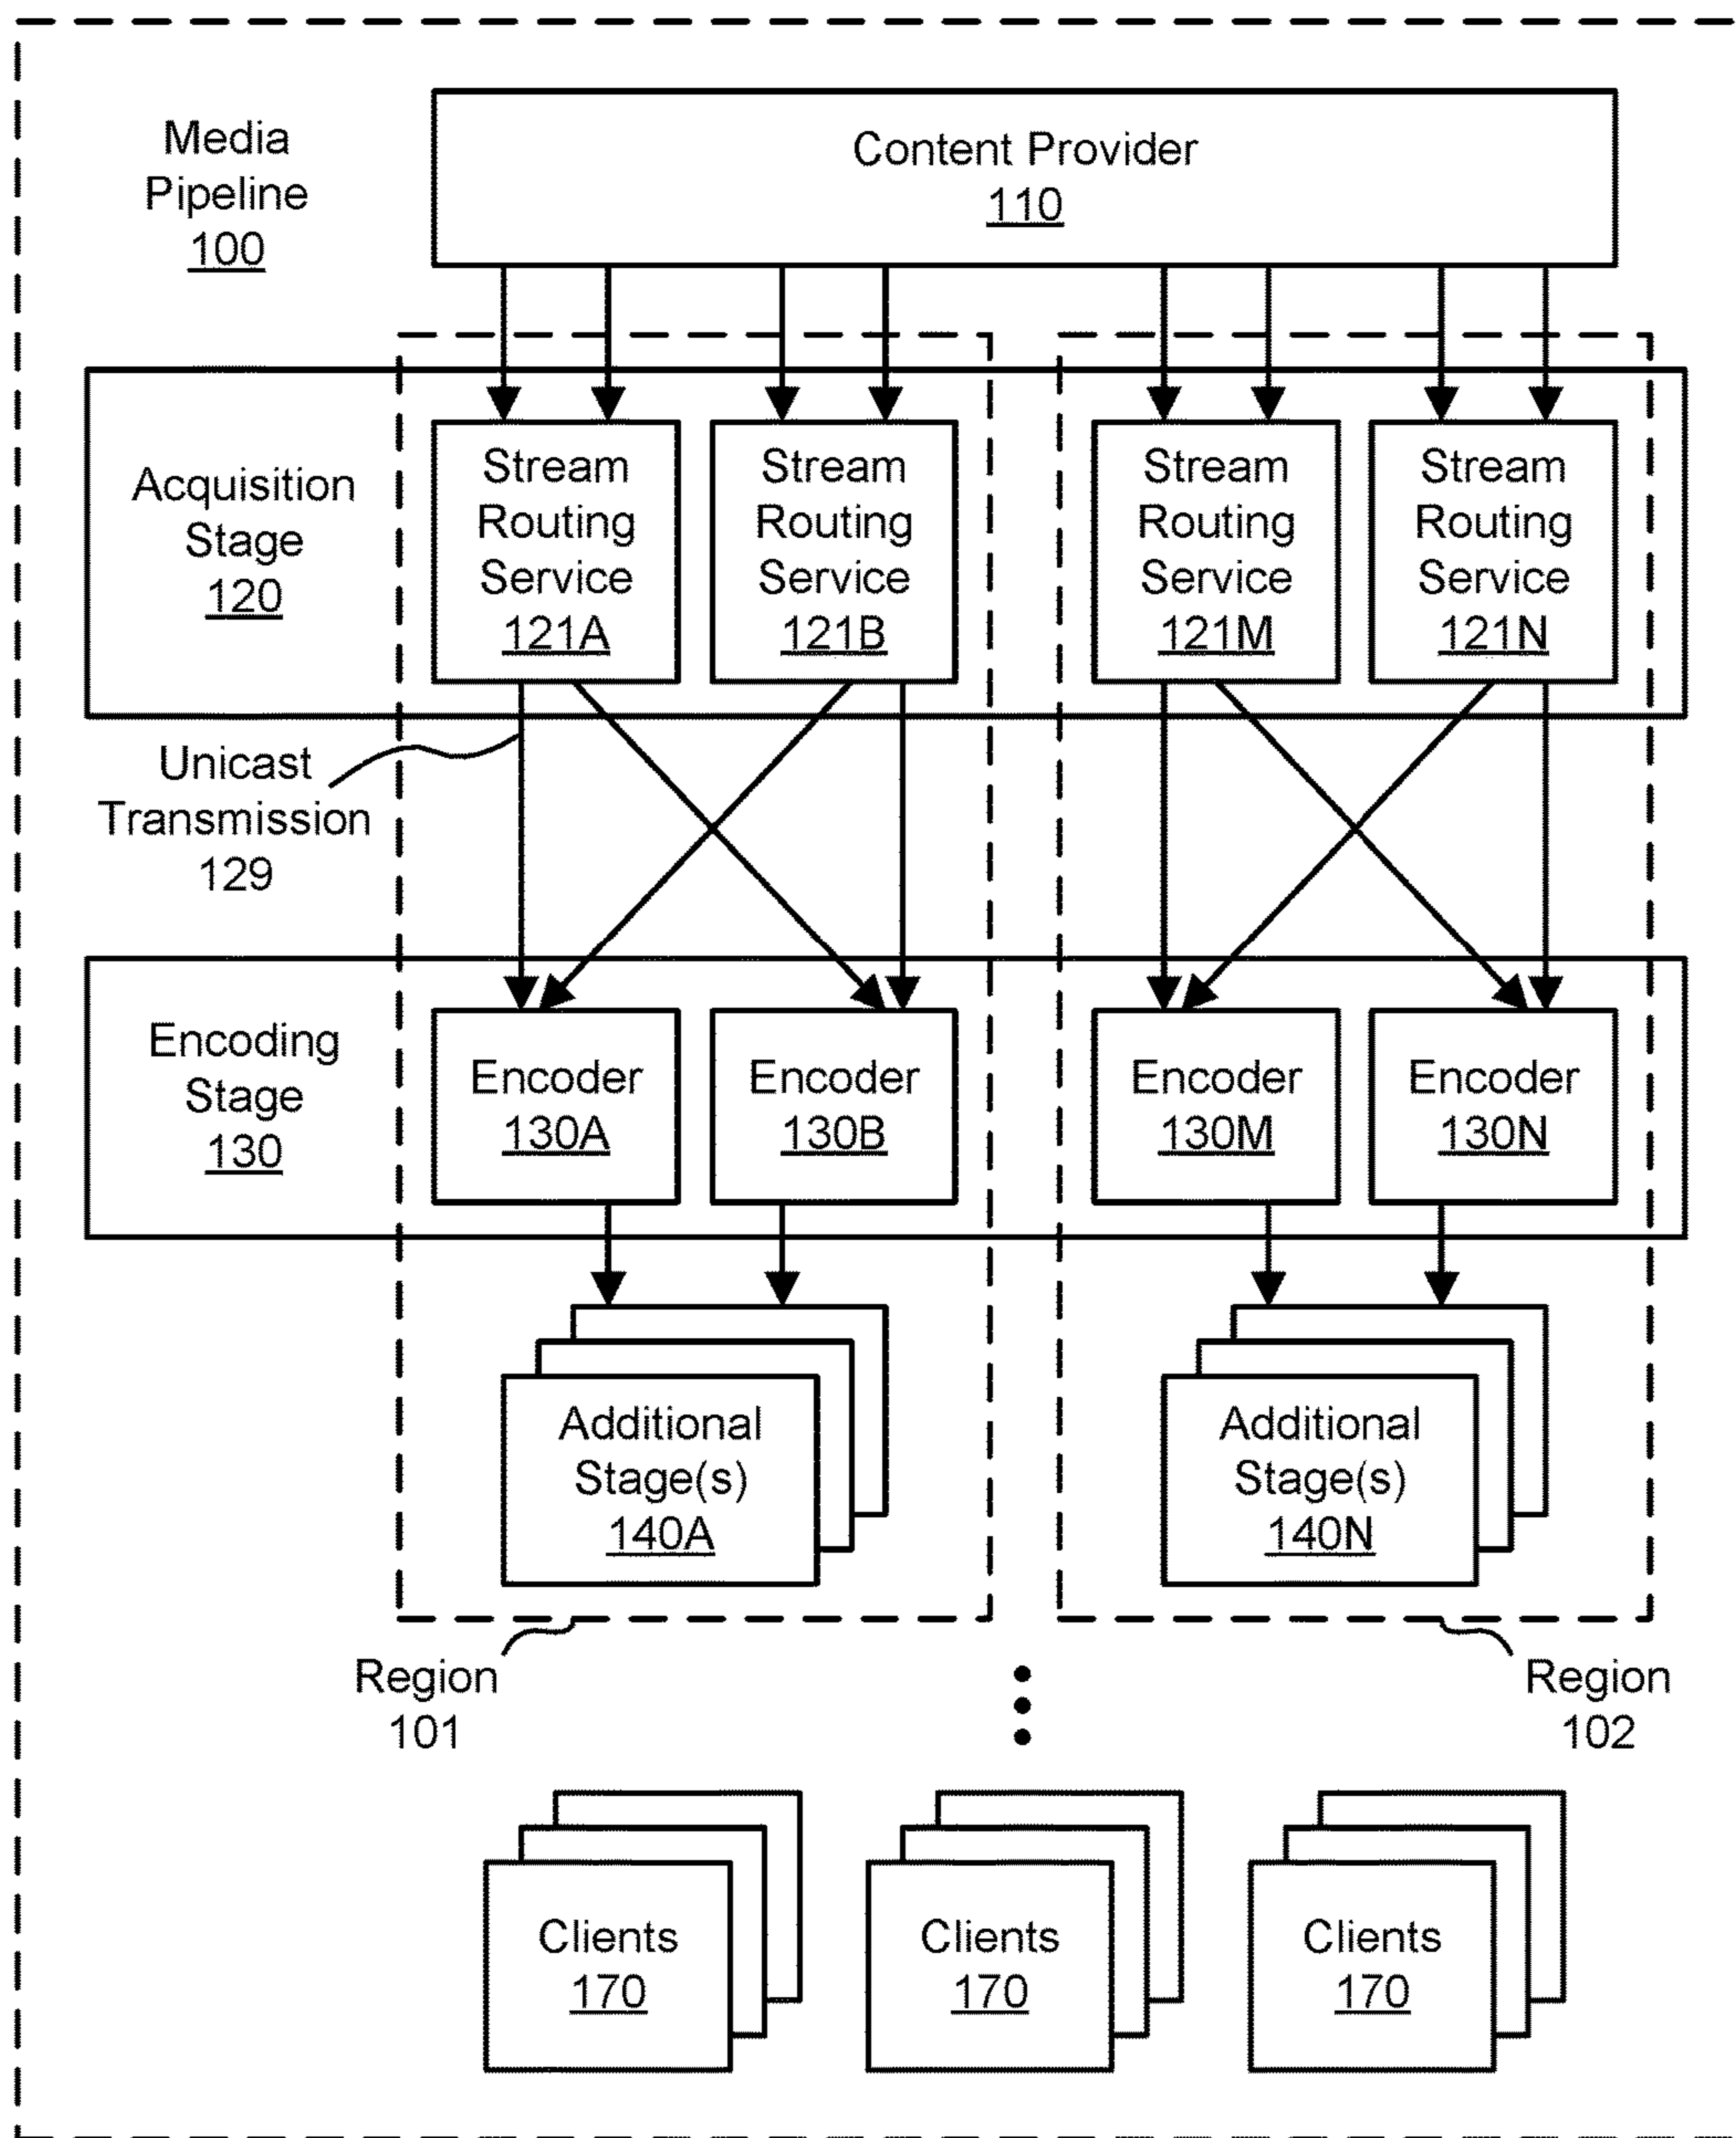 Media
Pipeline
100
Content Provider
110
Acquisition
Stage
120
Stream
Routing
Service
121A
Stream
Routing
Service
121B
Stream
Routing
Service
121M
Stream
Routing
Service
121N
Unicast
Transmission
129
Encoding
Stage
130
Encoder
130A
Encoder
130B
Encoder
130M
Encoder
130N
Additional
Stage(s)
140A
Additional
Stage(s)
140N
Region
101
Region
102
Clients
170
Clients
170
Clients
170